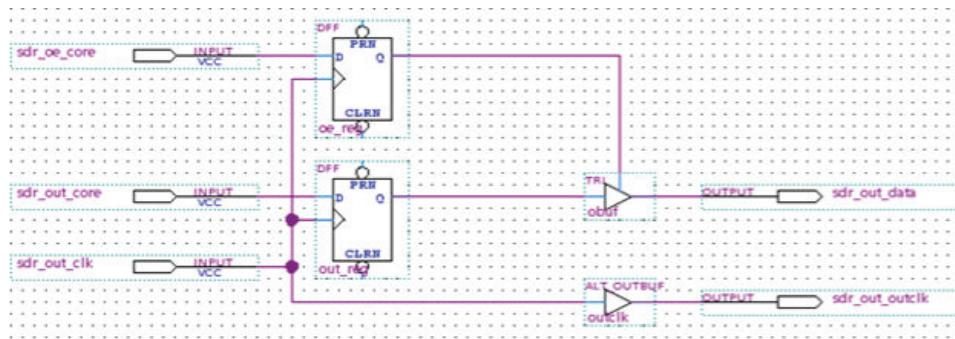 DFF
sdr_oe_core INPUT VCC
PRN
D Q
CLRN
oe_reg
DFF
sdr_out_core INPUT VCC
PRN
D Q
CLRN
out_reg
TRI
obuf
OUTPUT sdr_out_data
sdr_out_clk INPUT VCC
ALT_OUTBUF
outclk
OUTPUT sdr_out_outclk